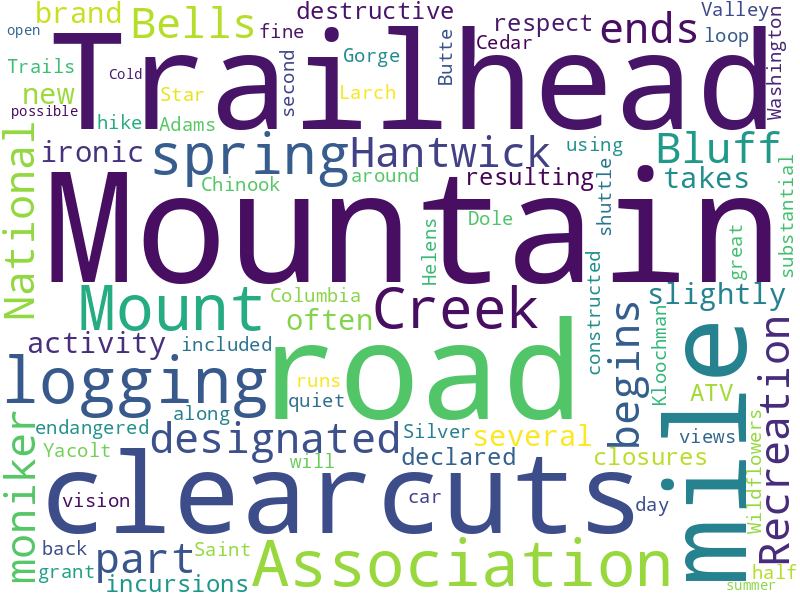 brand
Bells
destructive
respect
ends
Valley
open
fine
Cedar
loop
Trailhead
Trails
Cold
Gorge
Butte
Washington
new
Star
second
Larch
possible
hike
Adams
ironic
spring
Hantwick
using
Bluff
National
Chinook
around
resulting
shuttle
takes
substantial
Mountain
Dole
Helens
great
Mount
Columbia
often
Creek
constructed
slightly
activity
included
begins
Kloochman
mile
Recreation
logging
runs
quiet
road
ATV
moniker
endangered
along
designated
Silver
several
views
Wildflowers
Yacolt
will
declared
closures
clearcuts
vision
car
day
back
part
Saint
Association
half
grant
incursions
summer